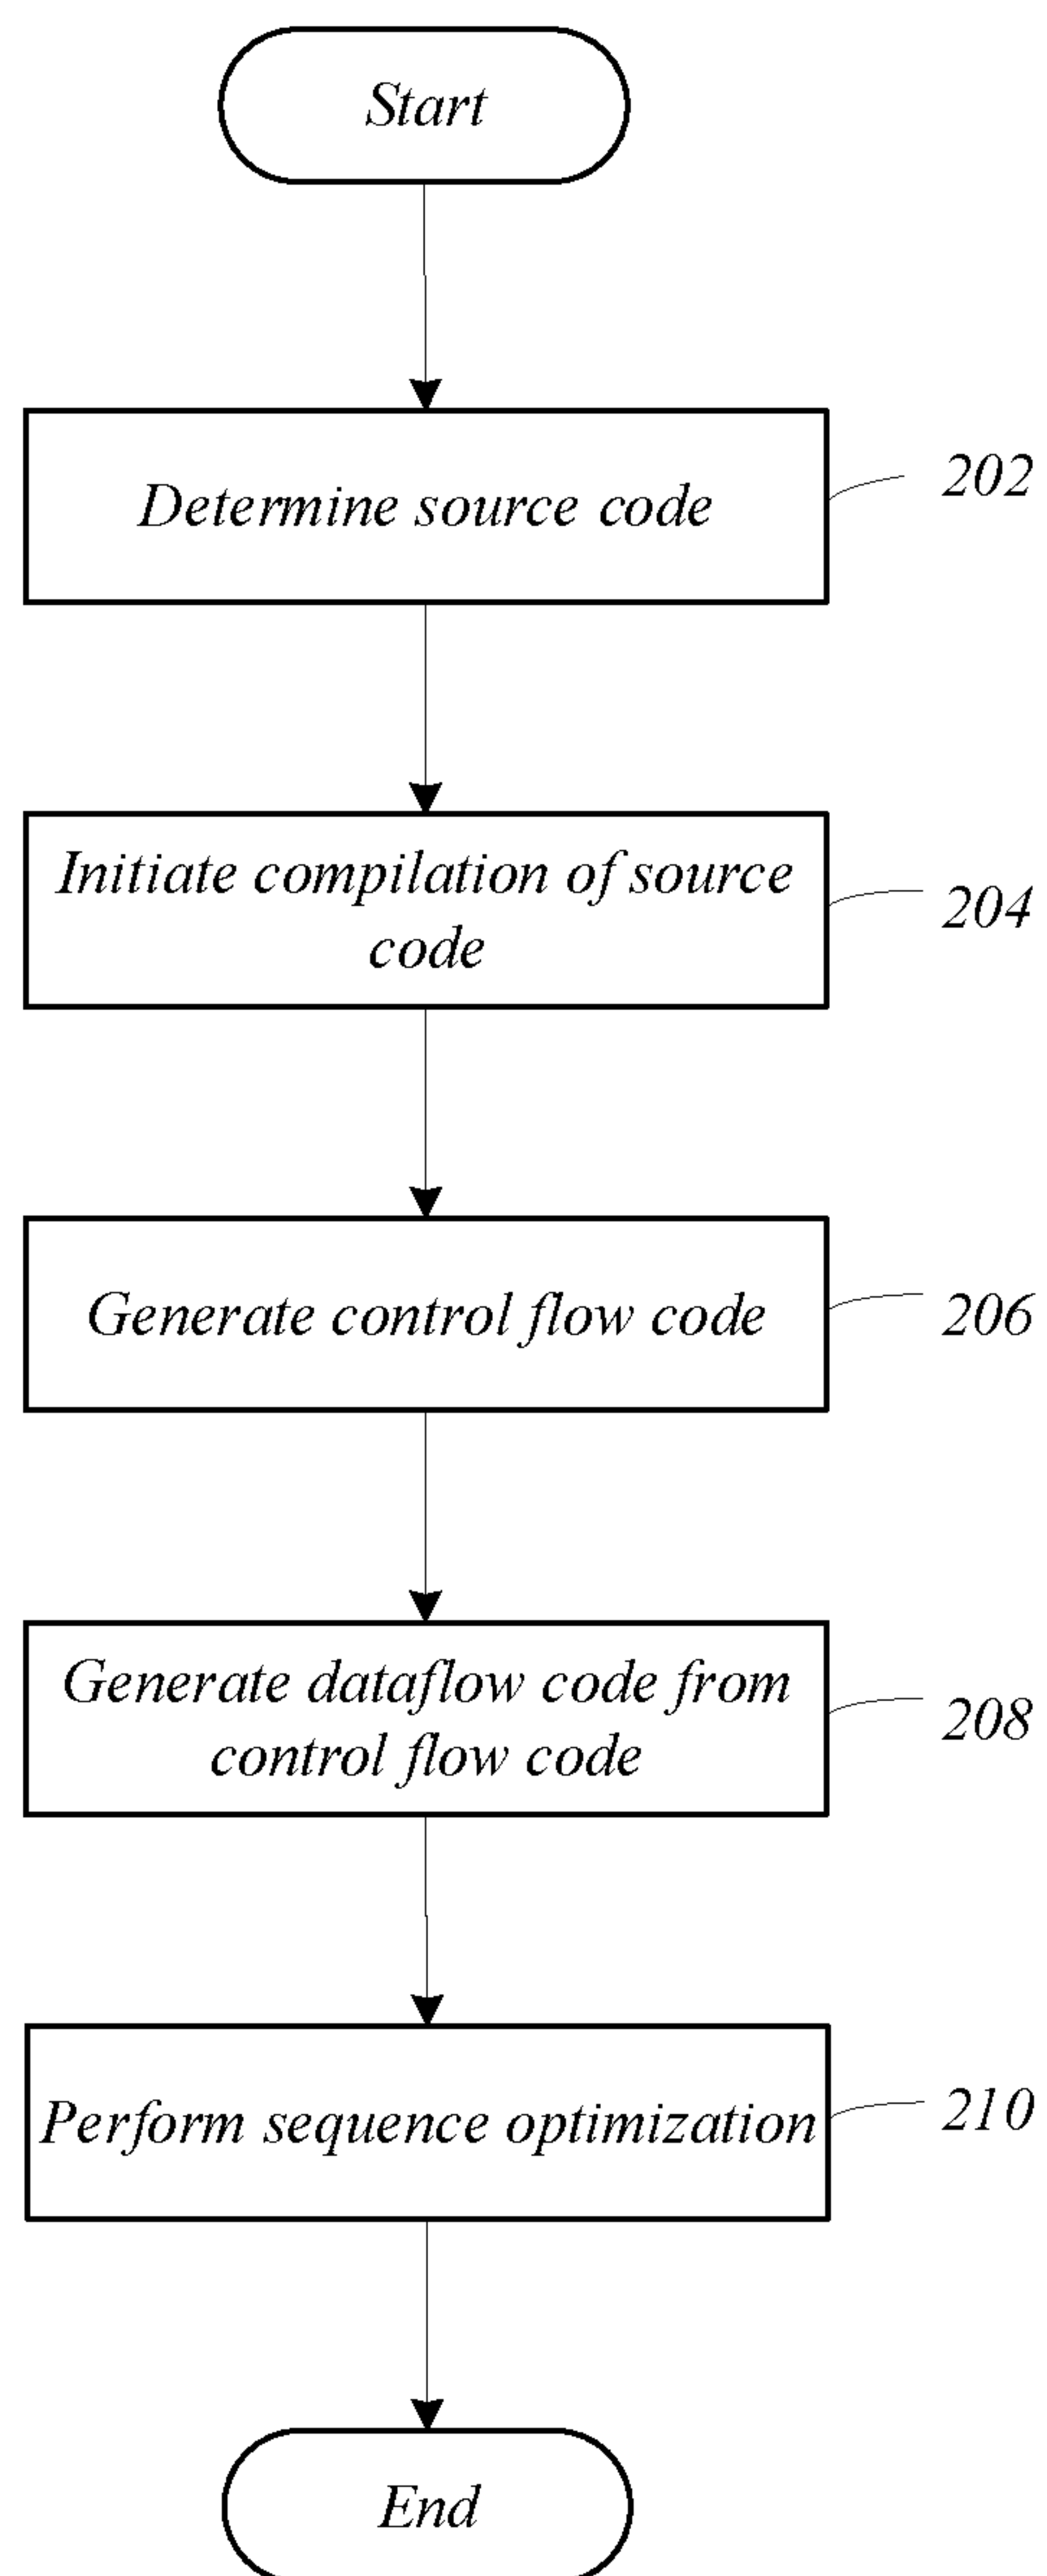 Start
Determine source code
202
Initiate compilation of source
code
204
Generate control flow code
206
Generate dataflow code from
control flow code
208
Perform sequence optimization
210
End